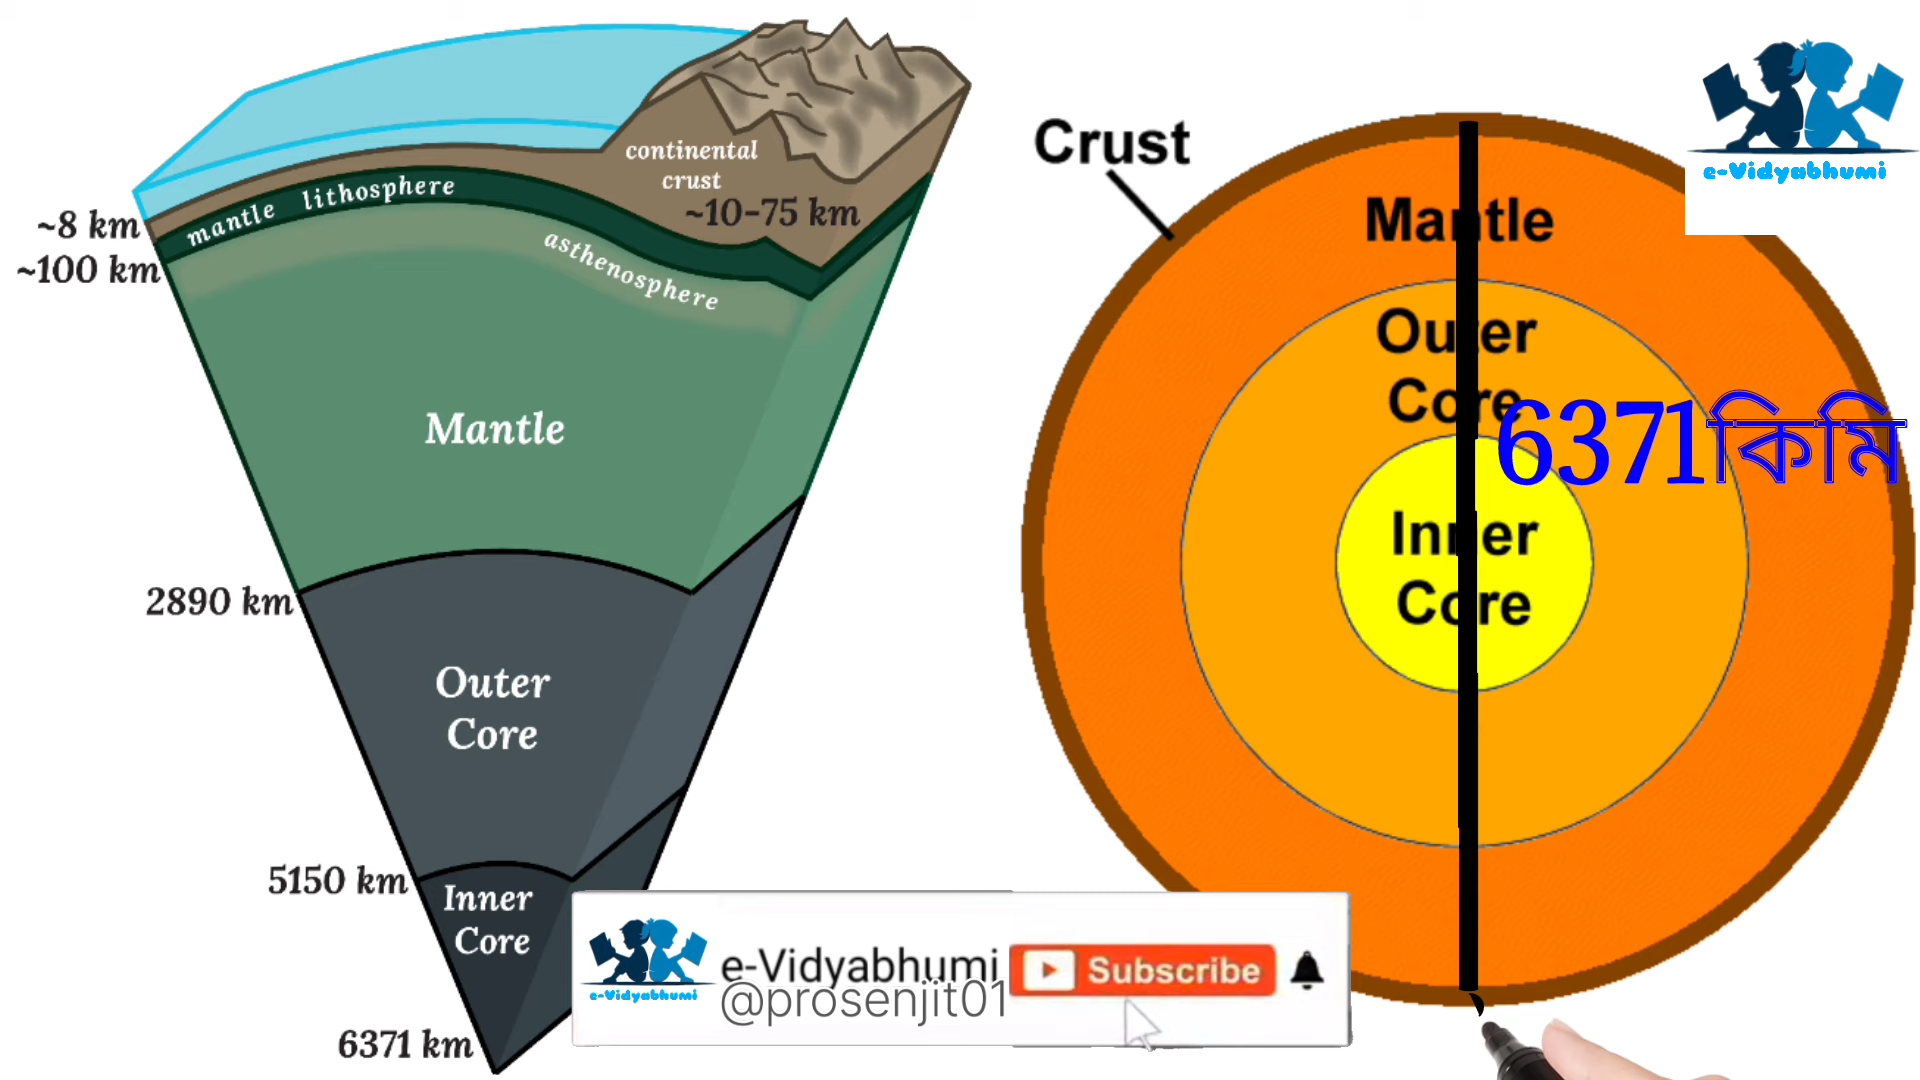 continental
crust
~10-75 km
mantle lithosphere
asthenosphere
~8 km
~100 km
Mantle
2890 km
Outer
Core
5150 km
Inner
Core
6371 km
Crust
Mantle
Outer
Core
6371কিমি
Inner
Core
e-Vidyabhumi
e-Vidyabhumi
e-Vidyabhumi
@prosenjit01
Subscribe